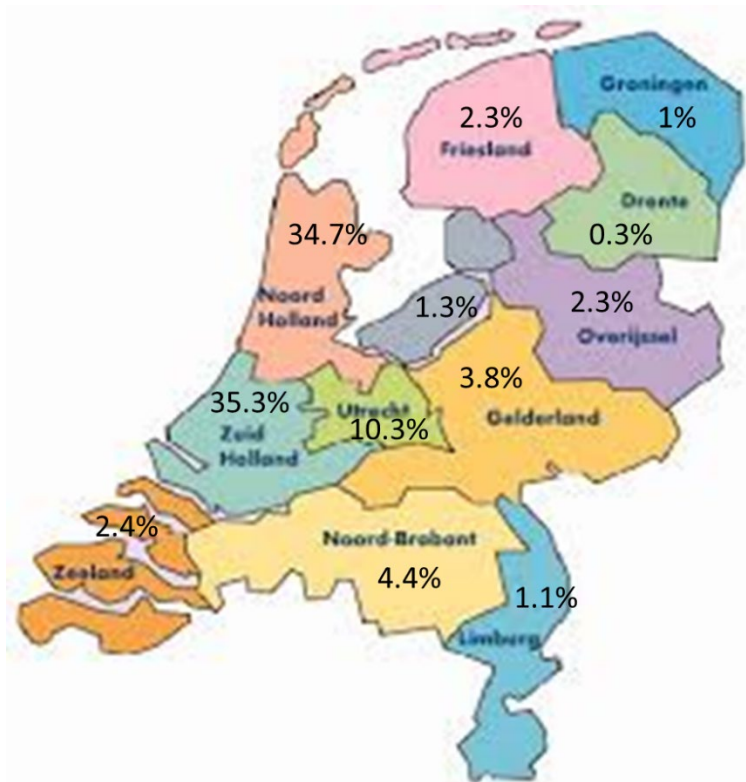 Groningen
1%
2.3%
Friesland
Dronte
0.3%
34.7%
Noord
Holland
1.3%
2.3%
Overijssel
3.8%
Gelderland
35.3%
Zuid
Holland
Utrecht
10.3%
2.4%
Zeeland
Noord-Brabant
4.4%
1.1%
Limburg